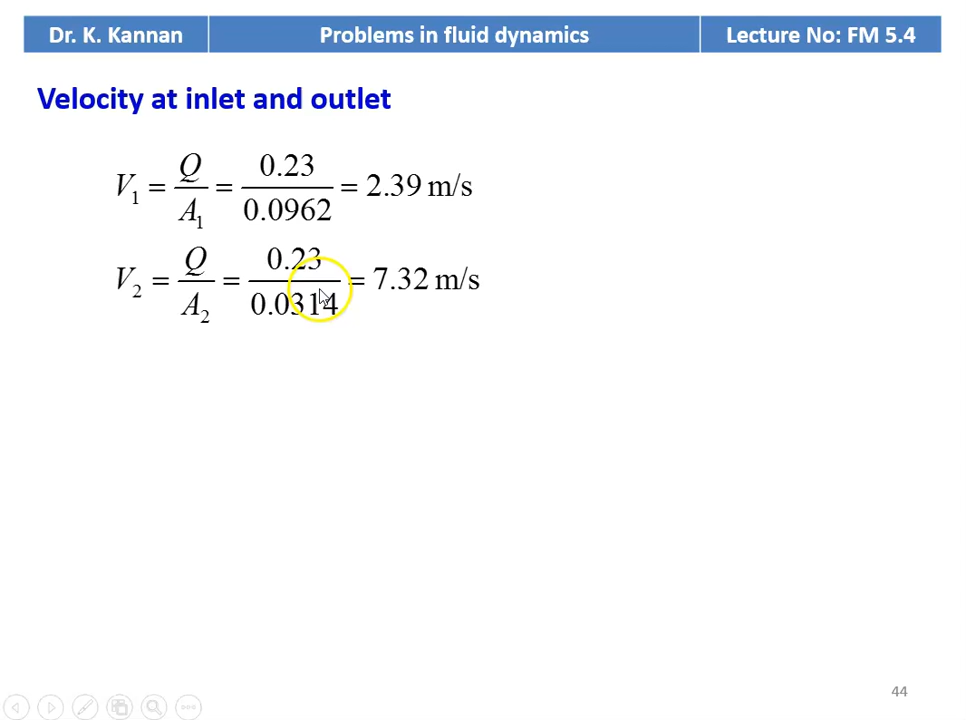 Dr. K. Kannan Problems in fluid dynamics Lecture No: FM 5.4
Velocity at inlet and outlet
V₁ = Q/A₁ = 0.23/0.0962 = 2.39 m/s
V₂ = Q/A₂ = 0.23/0.0314 = 7.32 m/s
44